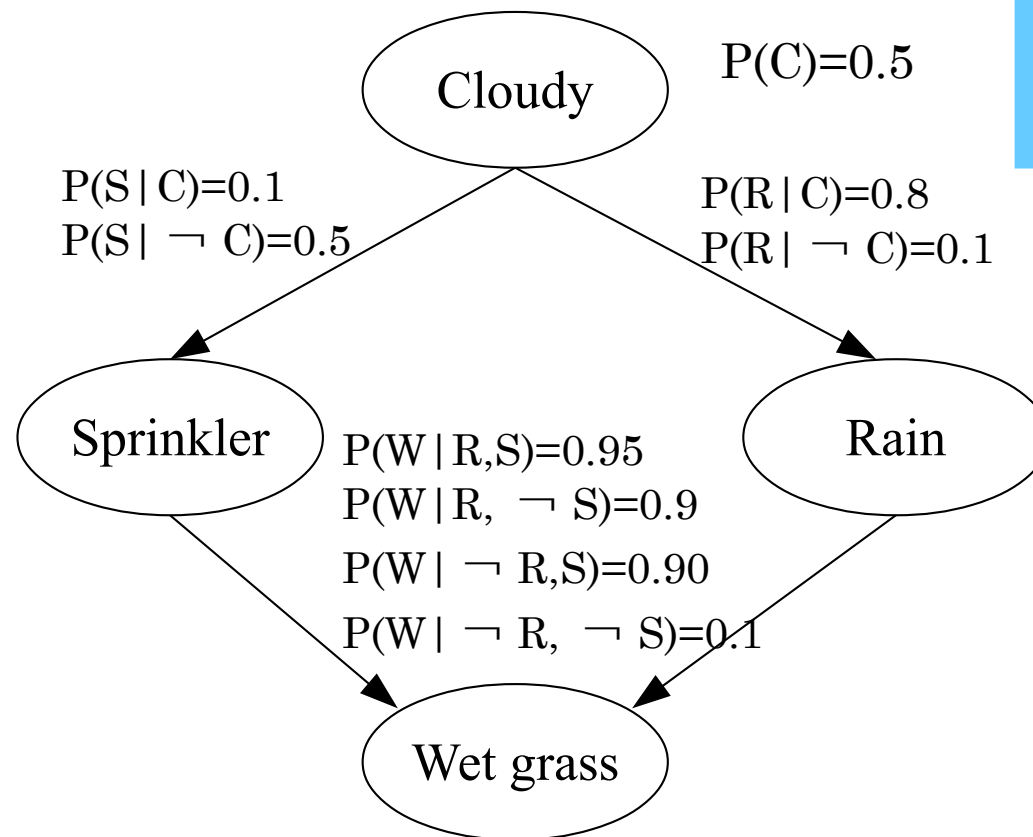 Cloudy
P(C)=0.5
P(S|C)=0.1
P(S| ¬ C)=0.5
P(R|C)=0.8
P(R| ¬ C)=0.1
Sprinkler
Rain
P(W|R,S)=0.95
P(W|R, ¬ S)=0.9
P(W| ¬ R,S)=0.90
P(W| ¬ R, ¬ S)=0.1
Wet grass